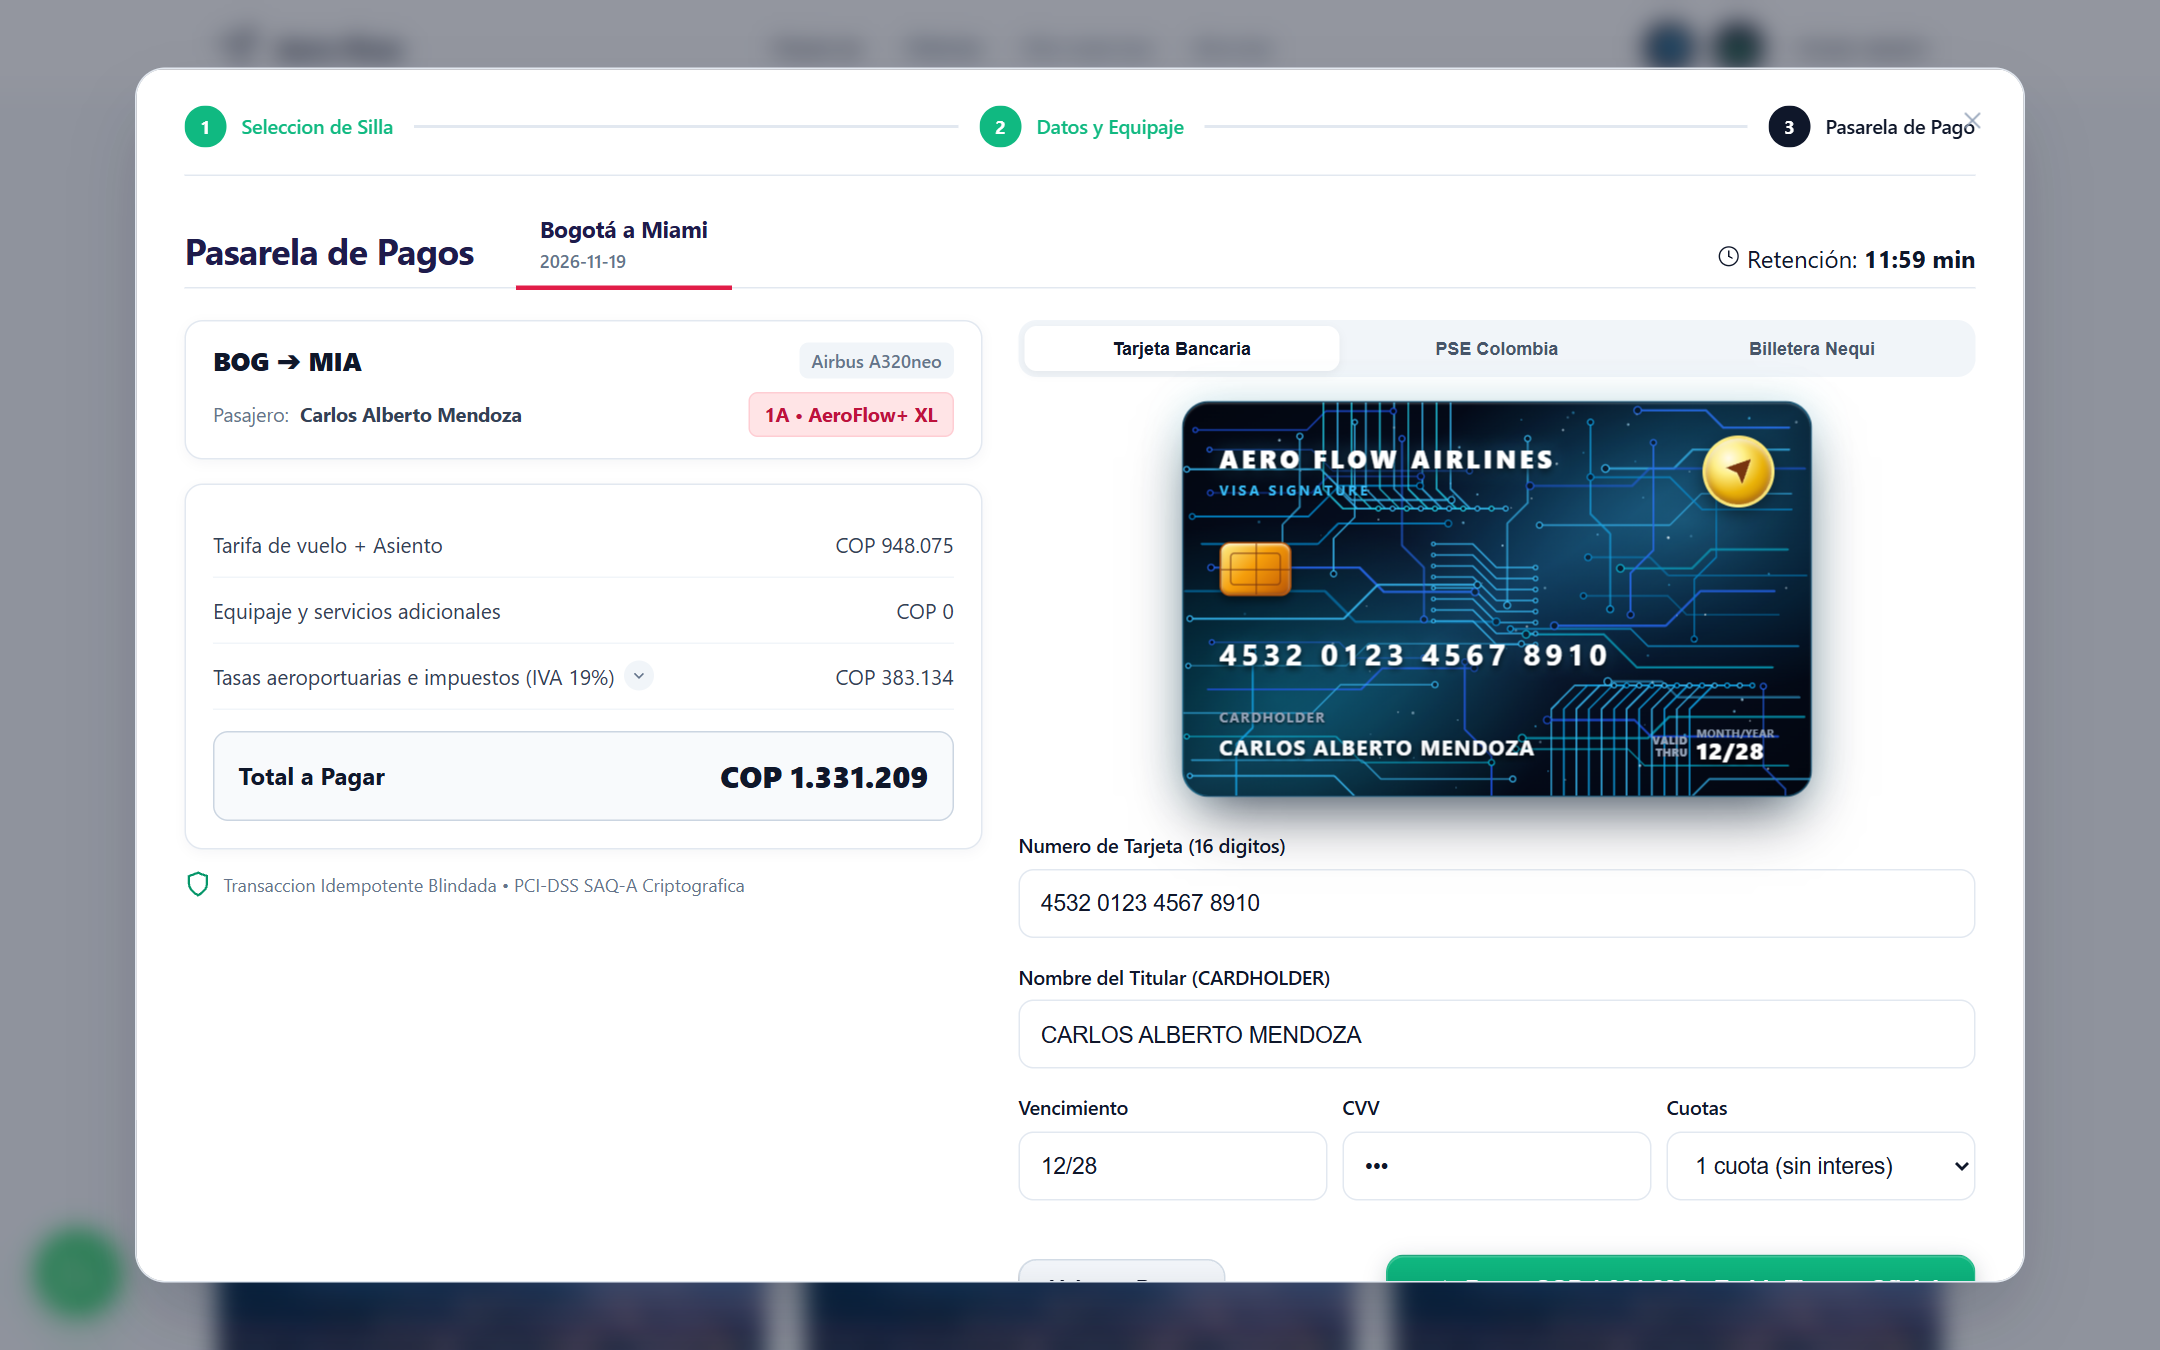 1 Seleccion de Silla
2 Datos y Equipaje
3 Pasarela de Pago
Pasarela de Pagos
Bogotá a Miami
2026-11-19
Retención: 11:59 min
BOG ➔ MIA
Airbus A320neo
Pasajero: Carlos Alberto Mendoza
1A • AeroFlow+ XL
Tarifa de vuelo + Asiento COP 948.075
Equipaje y servicios adicionales COP 0
Tasas aeroportuarias e impuestos (IVA 19%) COP 383.134
Total a Pagar COP 1.331.209
Transaccion Idempotente Blindada • PCI-DSS SAQ-A Criptografica
Tarjeta Bancaria PSE Colombia Billetera Nequi
AERO FLOW AIRLINES
VISA SIGNATURE
4532 0123 4567 8910
CARDHOLDER
CARLOS ALBERTO MENDOZA
VALID THRU
MONTH/YEAR
12/28
Numero de Tarjeta (16 digitos)
4532 0123 4567 8910
Nombre del Titular (CARDHOLDER)
CARLOS ALBERTO MENDOZA
Vencimiento CVV Cuotas
12/28 ••• 1 cuota (sin interes)